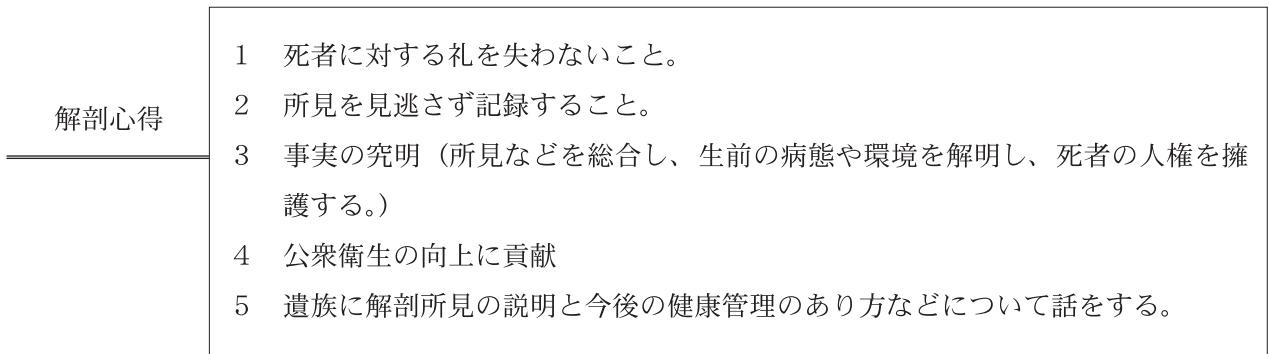 解剖心得
1 死者に対する礼を失わないこと。
2 所見を見逃さず記録すること。
3 事実の究明（所見などを総合し、生前の病態や環境を解明し、死者の人権を擁
護する。）
4 公衆衛生の向上に貢献
5 遺族に解剖所見の説明と今後の健康管理のあり方などについて話をする。